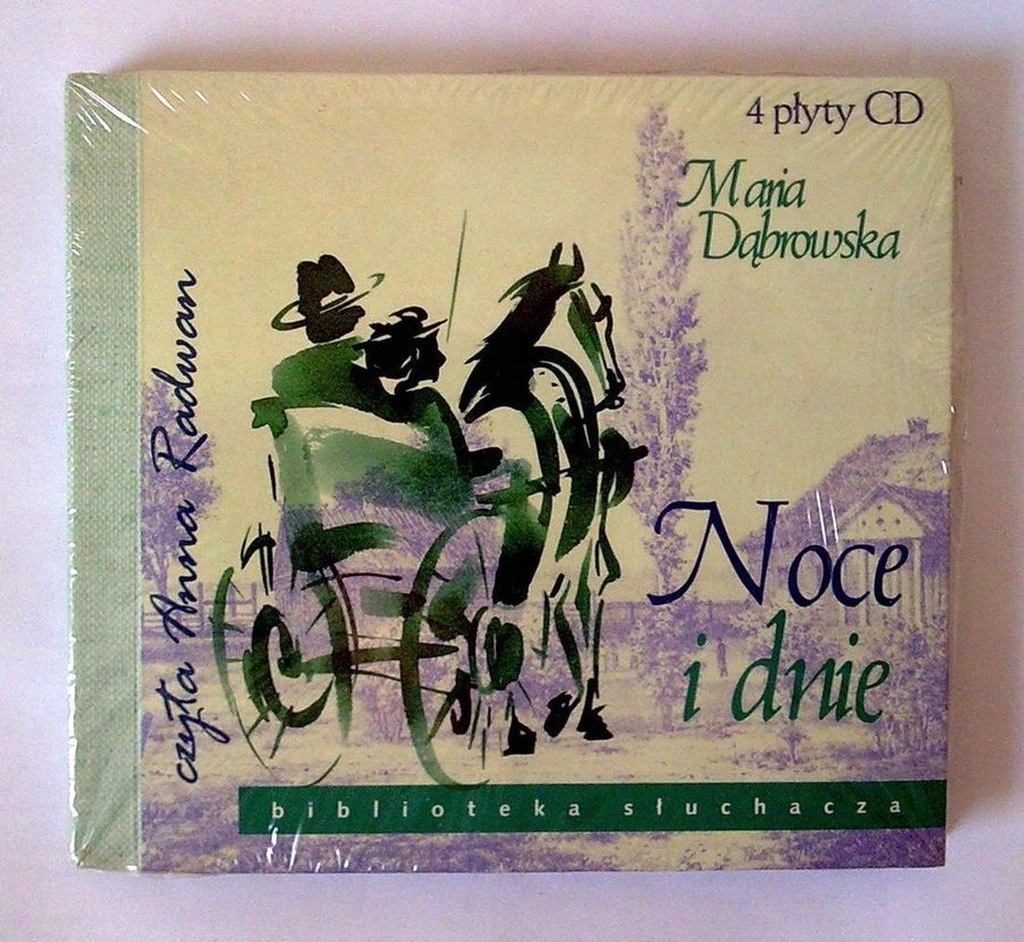 4 płyty CD
Maria
Dąbrowska
czyta Anna Radwan
Noce
i dnie
biblioteka słuchacza